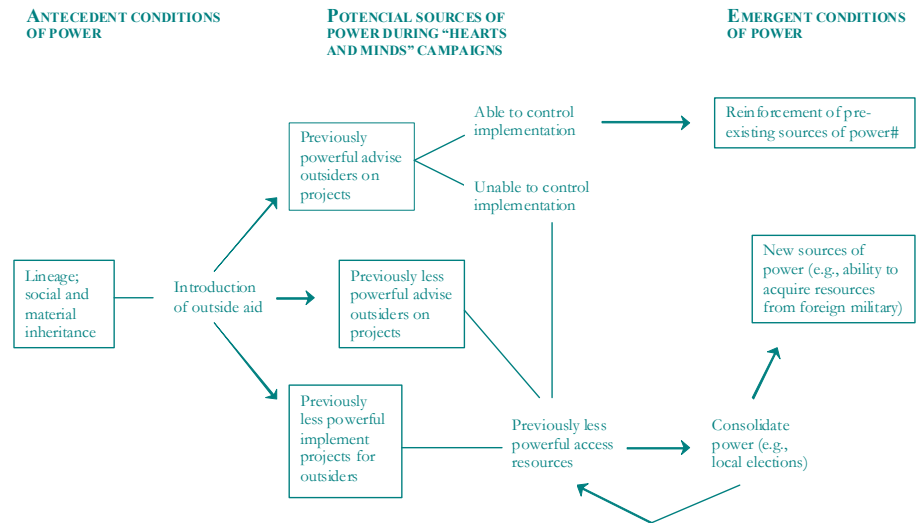 ANTECEDENT CONDITIONS
OF POWER
POTENCIAL SOURCES OF
POWER DURING “HEARTS
AND MINDS” CAMPAIGNS
EMERGENT CONDITIONS
OF POWER
Able to control
implementation
Reinforcement of pre-
existing sources of power#
Previously
powerful advise
outsiders on
projects
Unable to control
implementation
Lineage;
social and
material
inheritance
Introduction
of outside aid
Previously less
powerful advise
outsiders on
projects
New sources of
power (e.g., ability to
acquire resources
from foreign military)
Previously
less powerful
implement
projects for
outsiders
Previously less
powerful access
resources
Consolidate
power (e.g.,
local elections)